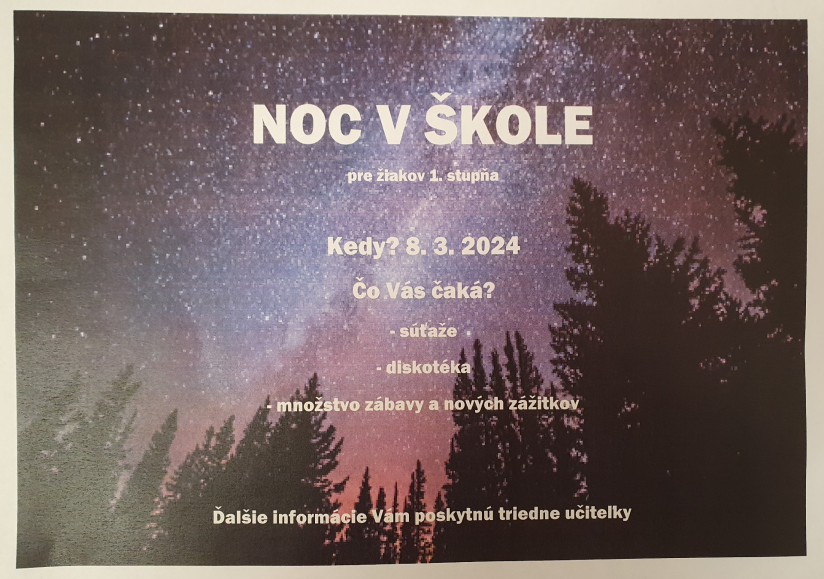 NOC V ŠKOLE
pre žiakov 1. stupňa
Kedy? 8. 3. 2024
Čo Vás čaká?
- súťaže
- diskotéka
- množstvo zábavy a nových zážitkov
Ďalšie informácie Vám poskytnú triedne učiteľky